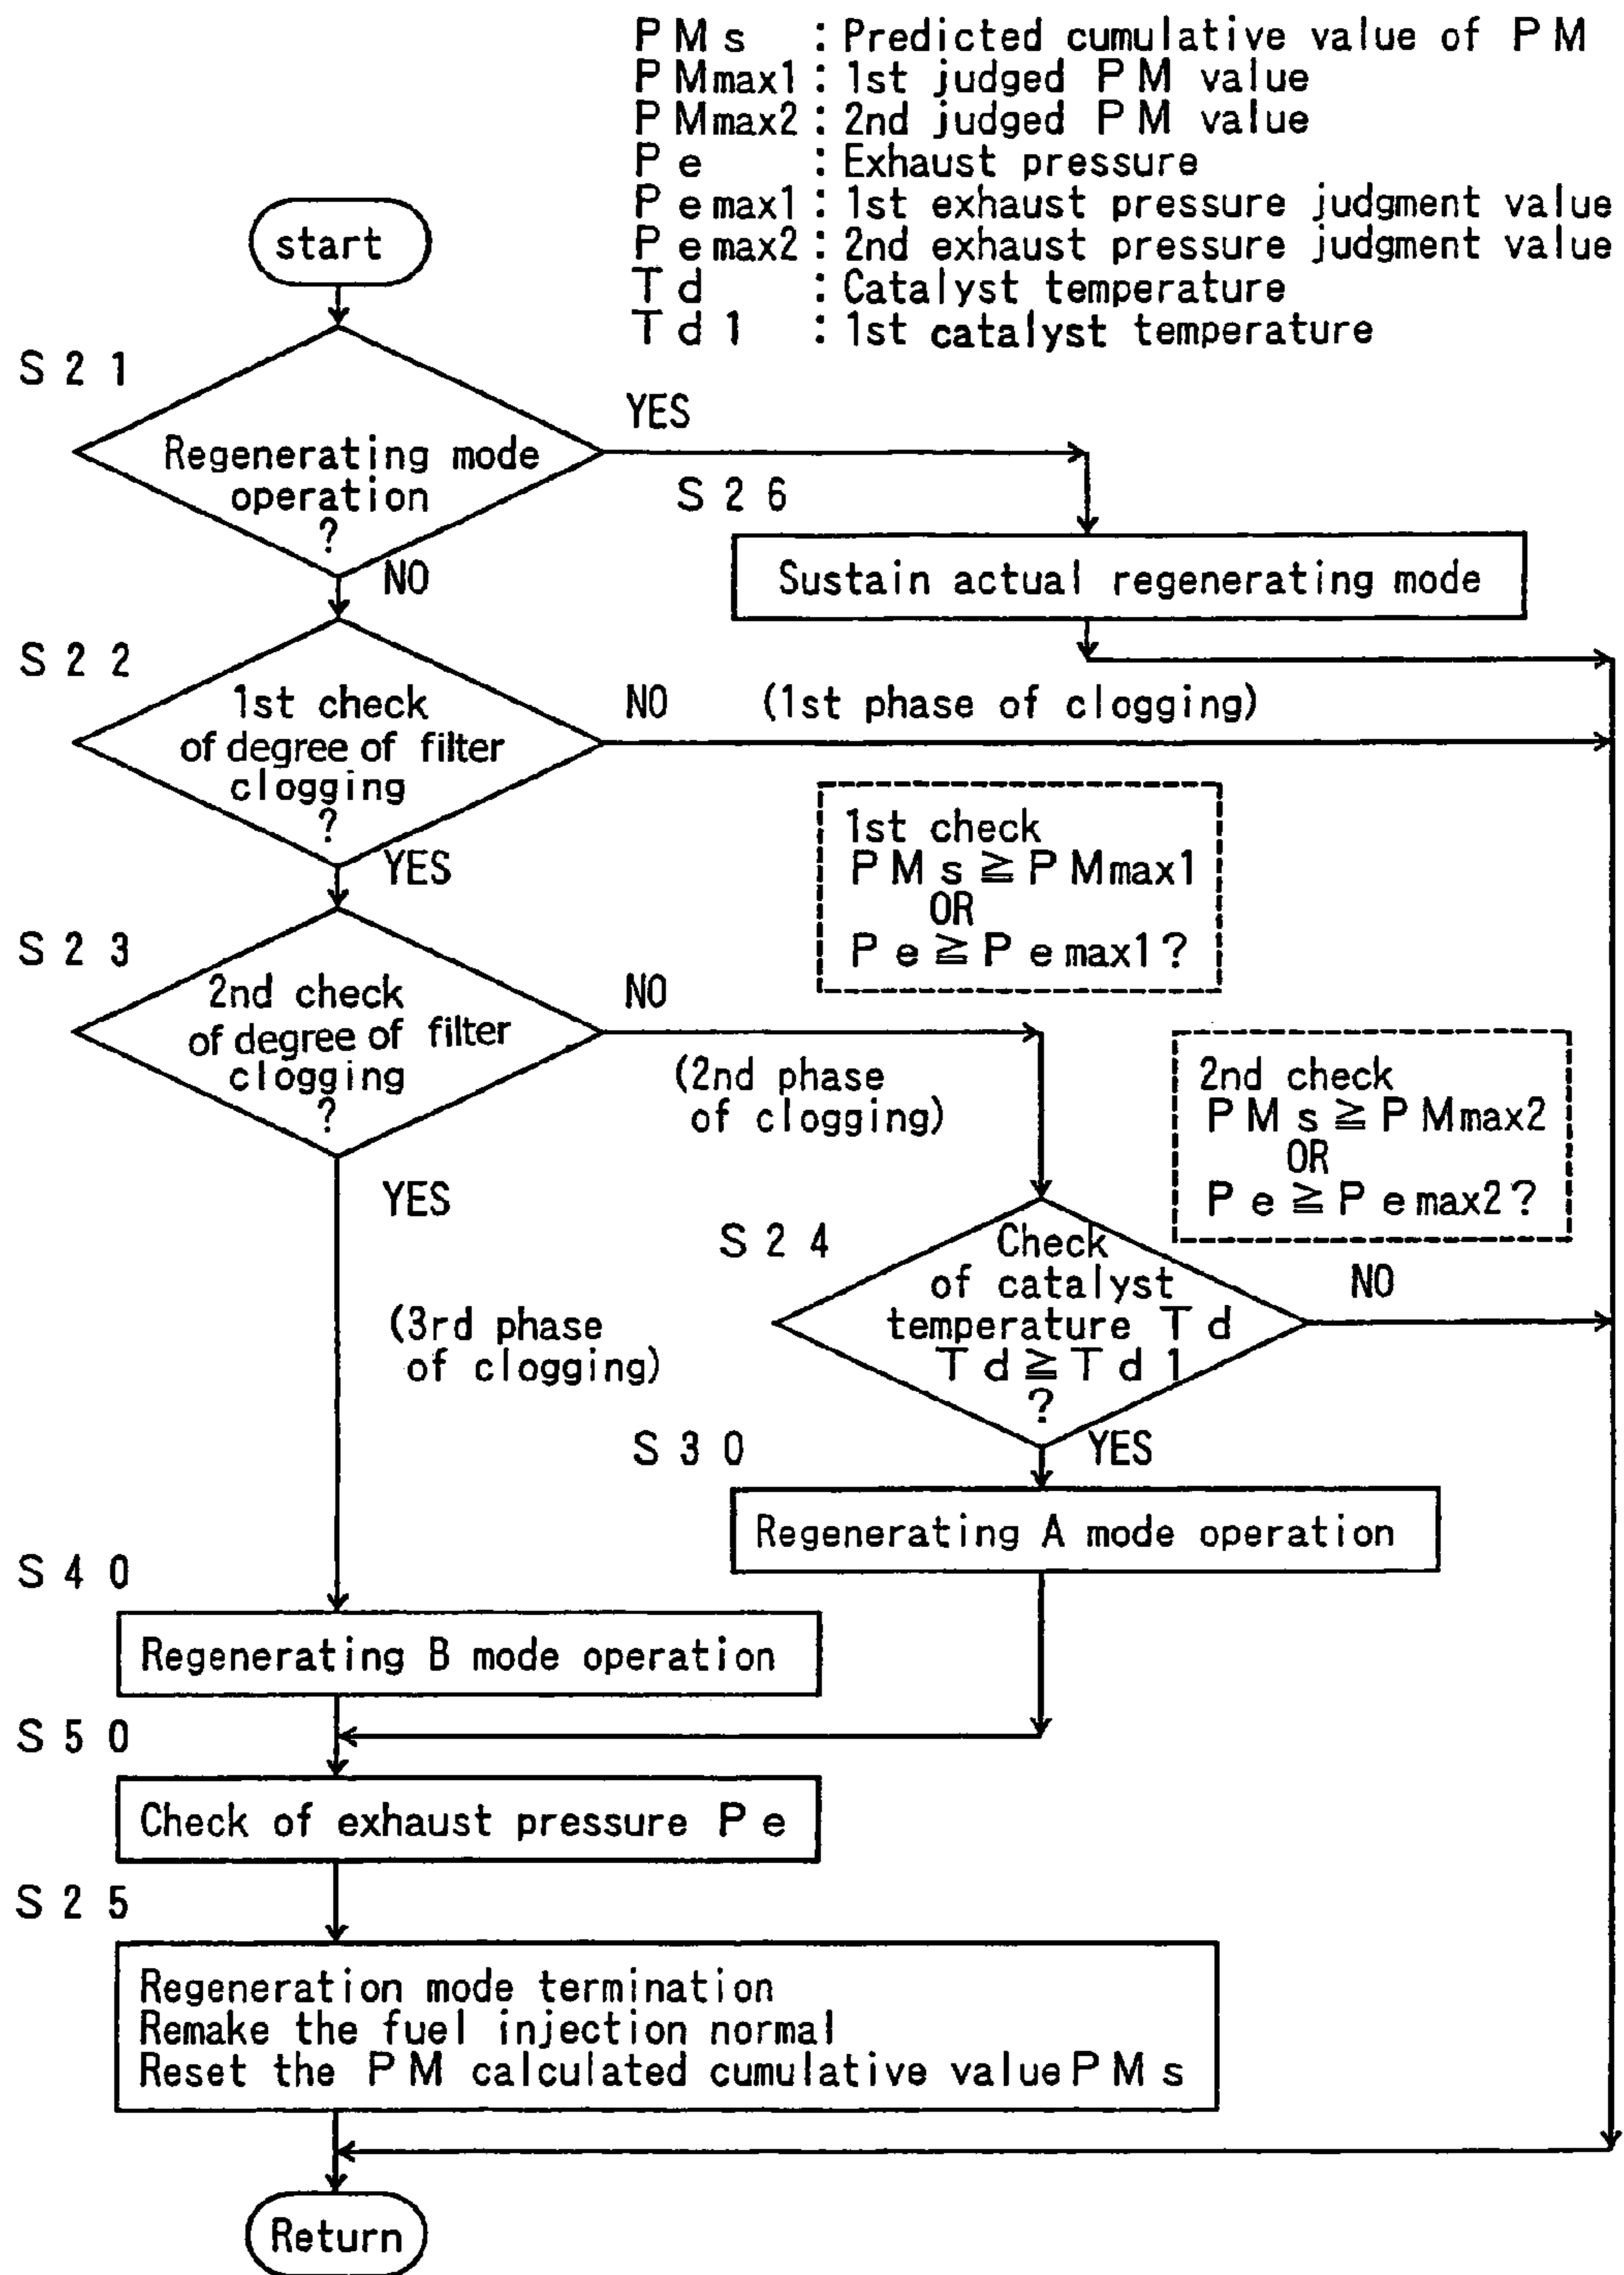 PMs : Predicted cumulative value of PM
PMmax1 : 1st judged PM value
PMmax2 : 2nd judged PM value
Pe : Exhaust pressure
Pemax1 : 1st exhaust pressure judgment value
Pemax2 : 2nd exhaust pressure judgment value
Td : Catalyst temperature
Td1 : 1st catalyst temperature
start
S21
Regenerating mode
operation
?
YES
NO
S26
Sustain actual regenerating mode
S22
1st check
of degree of filter
clogging
?
NO (1st phase of clogging)
YES
1st check
PMs ≧ PMmax1
OR
Pe ≧ Pemax1?
S23
2nd check
of degree of filter
clogging
?
NO
(2nd phase
of clogging)
2nd check
PMs ≧ PMmax2
OR
Pe ≧ Pemax2?
YES
(3rd phase
of clogging)
S24
Check
of catalyst
temperature Td
Td ≧ Td1
?
NO
YES
S30
Regenerating A mode operation
S40
Regenerating B mode operation
S50
Check of exhaust pressure Pe
S25
Regeneration mode termination
Remake the fuel injection normal
Reset the PM calculated cumulative value PMs
Return